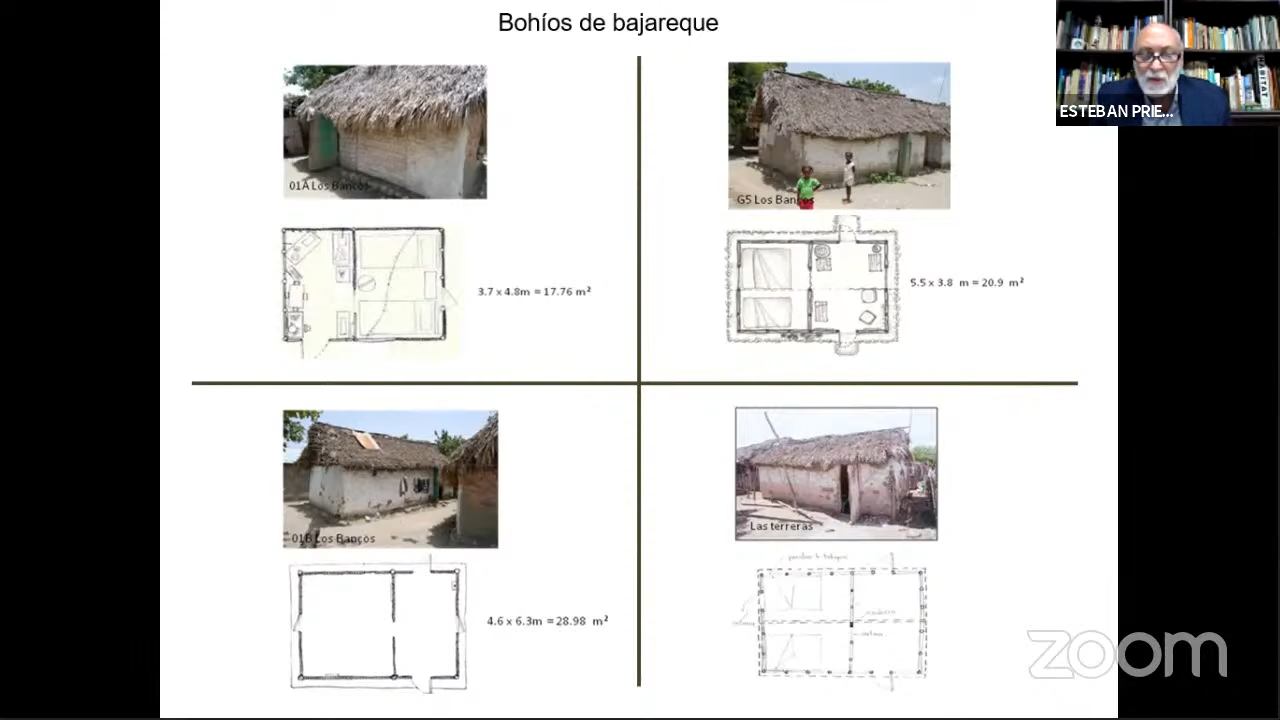 Bohíos de bajareque
ESTEBAN PRIE...
HABITAT
01A Los Bancos
G5 Los Bancos
3.7 x 4.8m = 17.76 m²
5.5 x 3.8 m = 20.9 m²
01B Los Bancos
Las terreras
4.6 x 6.3m = 28.98 m²
zoom